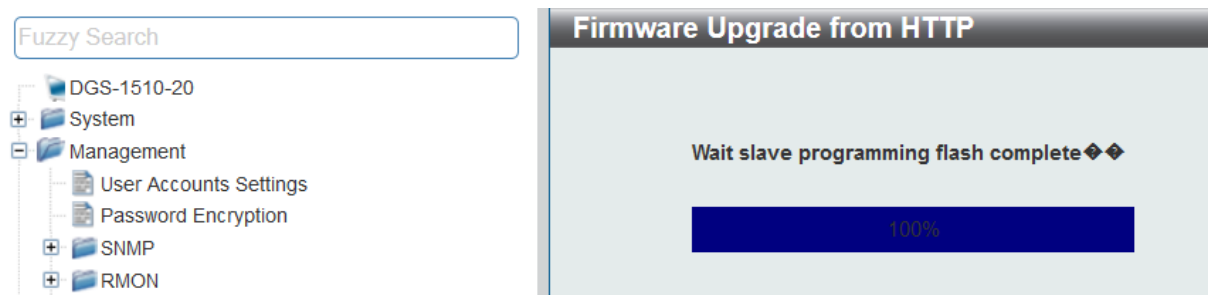 Fuzzy Search
DGS-1510-20
System
Management
User Accounts Settings
Password Encryption
SNMP
RMON
Firmware Upgrade from HTTP
Wait slave programming flash complete��
100%